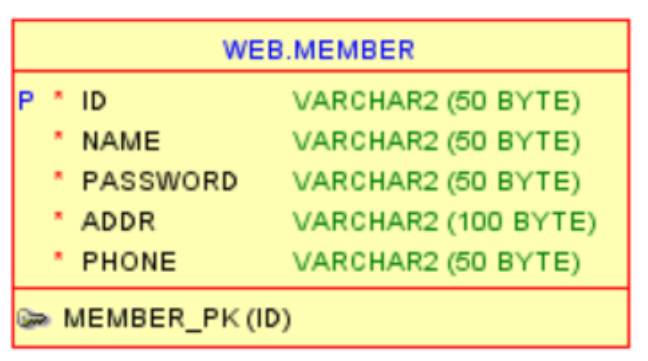 WEB.MEMBER
P * ID VARCHAR2 (50 BYTE)
* NAME VARCHAR2 (50 BYTE)
* PASSWORD VARCHAR2 (50 BYTE)
* ADDR VARCHAR2 (100 BYTE)
* PHONE VARCHAR2 (50 BYTE)
MEMBER_PK (ID)